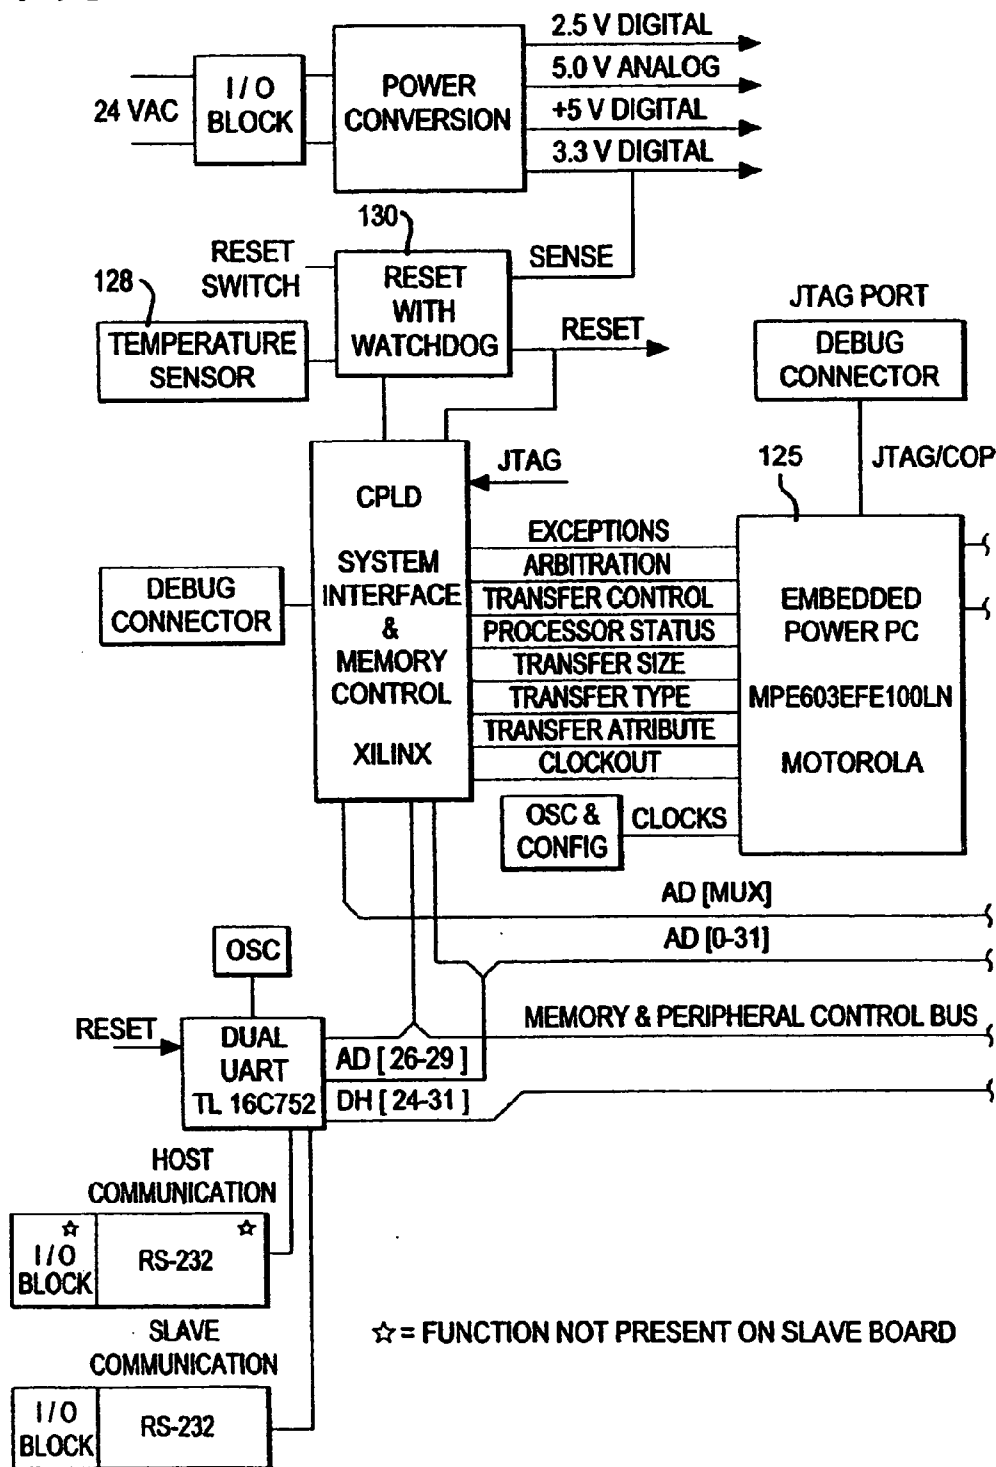 2.5 V DIGITAL
5.0 V ANALOG
+5 V DIGITAL
3.3 V DIGITAL
24 VAC
I/O
BLOCK
POWER
CONVERSION
130
RESET
SWITCH
RESET
WITH
WATCHDOG
SENSE
RESET
128
TEMPERATURE
SENSOR
JTAG PORT
DEBUG
CONNECTOR
JTAG/COP
125
JTAG
CPLD
SYSTEM
INTERFACE
&
MEMORY
CONTROL
XILINX
DEBUG
CONNECTOR
EXCEPTIONS
ARBITRATION
TRANSFER CONTROL
PROCESSOR STATUS
TRANSFER SIZE
TRANSFER TYPE
TRANSFER ATRIBUTE
CLOCKOUT
EMBEDDED
POWER PC
MPE603EFE100LN
MOTOROLA
OSC &
CONFIG
CLOCKS
AD [MUX]
AD [0-31]
MEMORY & PERIPHERAL CONTROL BUS
OSC
RESET
DUAL
UART
TL 16C752
AD [ 26-29 ]
DH [ 24-31 ]
HOST
COMMUNICATION
☆ ☆
I/O
BLOCK
RS-232
☆ = FUNCTION NOT PRESENT ON SLAVE BOARD
SLAVE
COMMUNICATION
I/O
BLOCK
RS-232